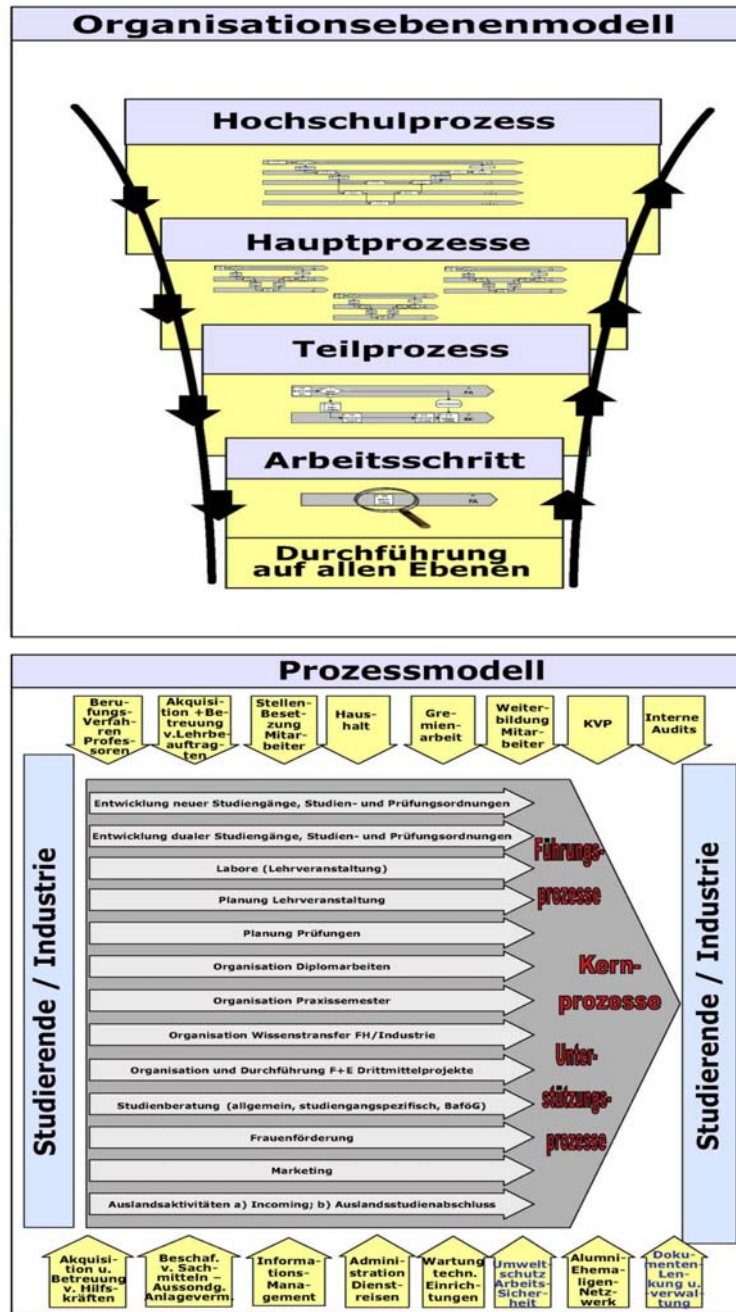 Organisationsebenenmodell
Hochschulprozess
Hauptprozesse
Teilprozess
Arbeitsschritt
Durchführung
auf allen Ebenen
Prozessmodell
Beru-
fungs-
Verfah-
ren
Profes-
soren
Akquisi-
tion +Be-
treuung
v.Lehrbe-
auftrag-
ten
Stellen-
Beset-
zung
Mitar-
beiter
Haus-
halt
Gre-
mien-
arbeit
Weiter-
bildung
Mitar-
beiter
KVP
Interne
Audits
Studierende / Industrie
Entwicklung neuer Studiengänge, Studien- und Prüfungsordnungen
Entwicklung dualer Studiengänge, Studien- und Prüfungsordnungen
Labore (Lehrveranstaltung)
Planung Lehrveranstaltung
Planung Prüfungen
Organisation Diplomarbeiten
Organisation Praxissemester
Organisation Wissenstransfer FH/Industrie
Organisation und Durchführung F+E Drittmittelprojekte
Studienberatung (allgemein, studiengangspezifisch, BaföG)
Frauenförderung
Marketing
Auslandsaktivitäten a) Incoming; b) Auslandsstudienabschluss
Führungs-
prozesse
Kern-
prozesse
Unter-
stützungs-
prozesse
Studierende / Industrie
Akquisi-
tion u.
Betreuung
v. Hilfs-
kräften
Beschaf.
v. Sach-
mitteln –
Aussondg.
Anlageverm.
Informa-
tions-
Mana-
gement
Admini-
stration
Dienst-
reisen
Wartung
techn.
Einrich-
tungen
Umwelt-
schutz
Arbeits-
Sicher-
heit
Alumni-
Ehema-
ligen-
Netz-
werk
Doku-
menten-
Len-
kung u.
verwal-
tung